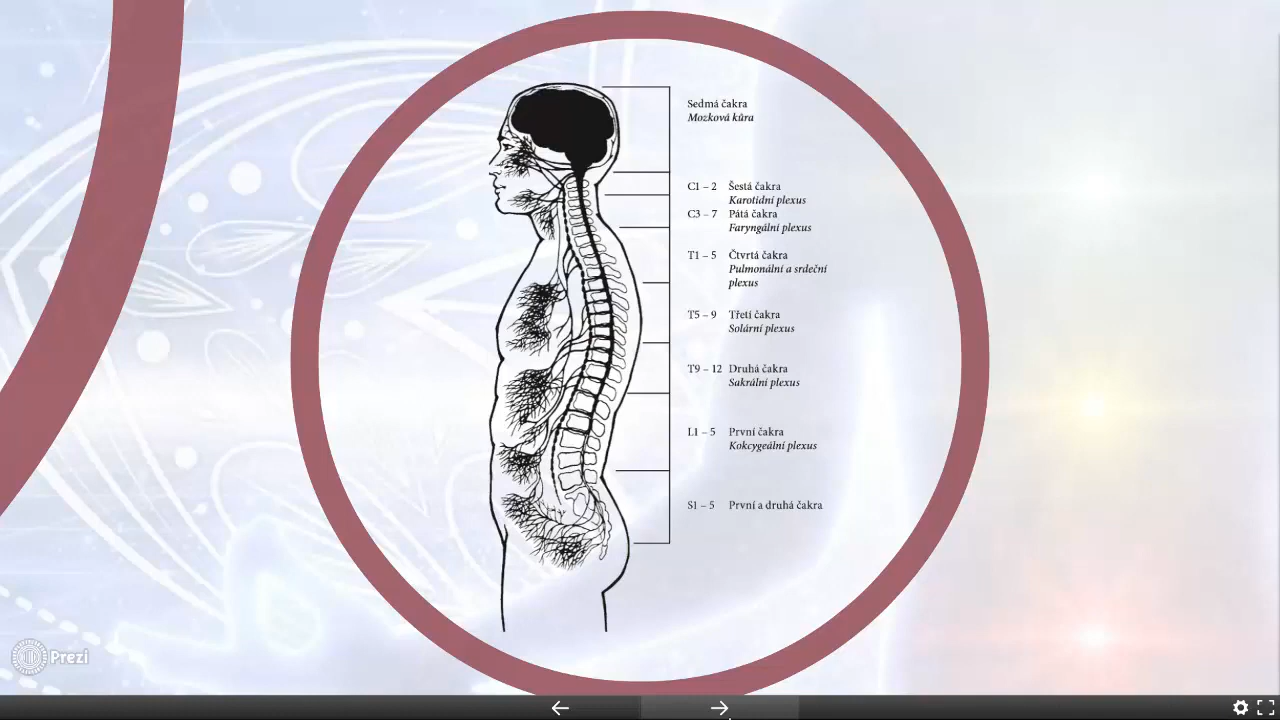 Sedmá čakra
Mozková kůra
C1 – 2 Šestá čakra
Karotidní plexus
C3 – 7 Pátá čakra
Faryngální plexus
T1 – 5 Čtvrtá čakra
Pulmonální a srdeční
plexus
T5 – 9 Třetí čakra
Solární plexus
T9 – 12 Druhá čakra
Sakrální plexus
L1 – 5 První čakra
Kokcygeální plexus
S1 – 5 První a druhá čakra
Prezi